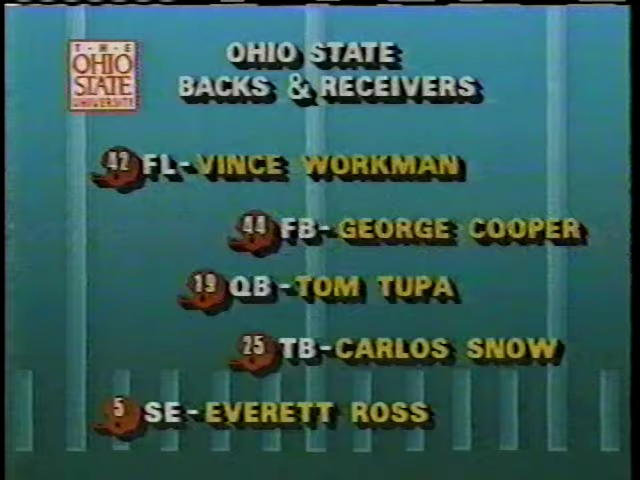 THE
OHIO
STATE
UNIVERSITY
OHIO STATE
BACKS & RECEIVERS
42 FL-VINCE WORKMAN
44 FB-GEORGE COOPER
19 QB-TOM TUPA
25 TB-CARLOS SNOW
5 SE-EVERETT ROSS